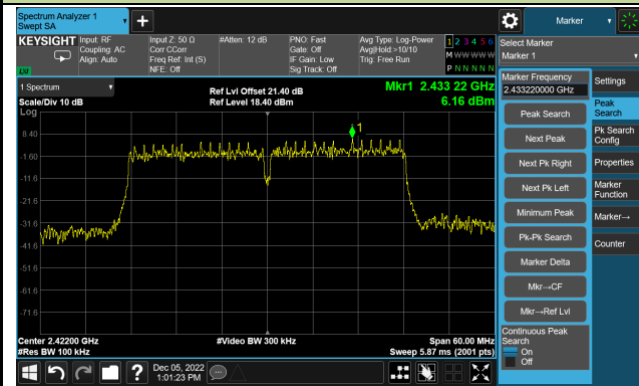 Spectrum Analyzer 1
Swept SA
Marker
KEYSIGHT
Input: RF
Coupling: AC
Align: Auto
Input Z: 50 Ω
Corr CCorr
Freq Ref: Int (S)
NFE: Off
#Atten: 12 dB
PNO: Fast
Gate: Off
IF Gain: Low
Sig Track: Off
Avg Type: Log-Power
Avg|Hold:>10/10
Trig: Free Run
1 2 3 4 5 6
M W W W W W
P N N N N N
Select Marker
Marker 1
1 Spectrum
Scale/Div 10 dB
Ref Lvl Offset 21.40 dB
Ref Level 18.40 dBm
Mkr1 2.433 22 GHz
6.16 dBm
Log
8.40
-1.60
-11.6
-21.6
-31.6
-41.6
-51.6
-61.6
-71.6
1
Center 2.42200 GHz
#Res BW 100 kHz
#Video BW 300 kHz
Span 60.00 MHz
Sweep 5.87 ms (2001 pts)
Marker Frequency
2.433220000 GHz
Peak Search
Next Peak
Next Pk Right
Next Pk Left
Minimum Peak
Pk-Pk Search
Marker Delta
Mkr→CF
Mkr→Ref Lvl
Continuous Peak
Search
On
Off
Settings
Peak
Search
Pk Search
Config
Properties
Marker
Function
Marker→
Counter
Dec 05, 2022
1:01:23 PM